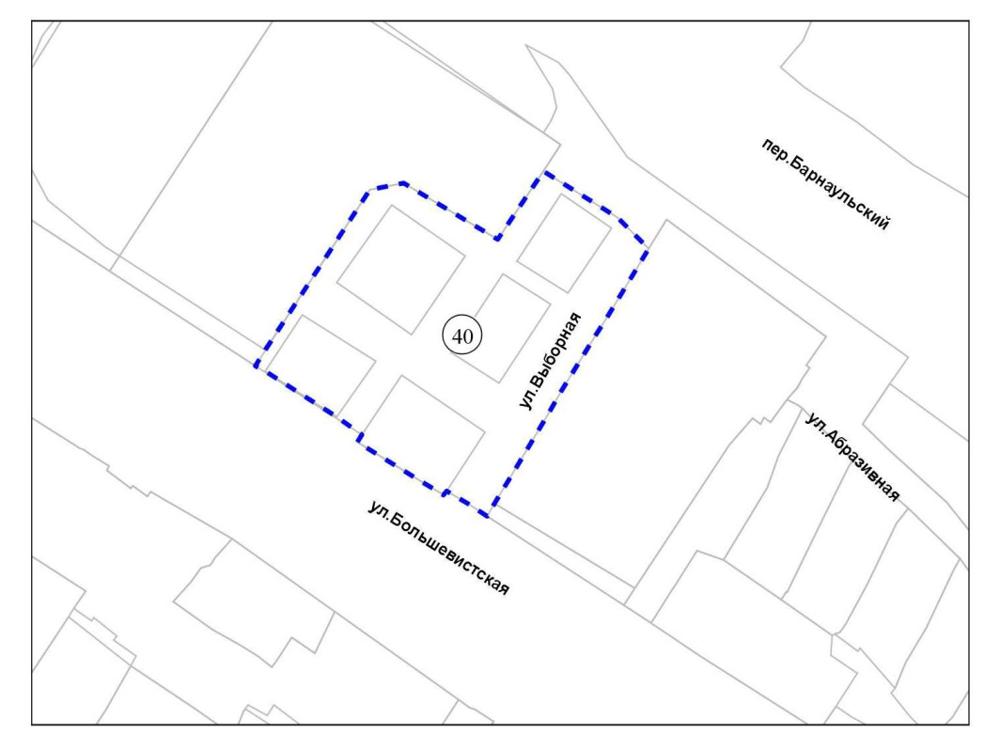 пер.Барнаульский
40
ул.Выборная
ул.Абразивная
ул.Большевистская